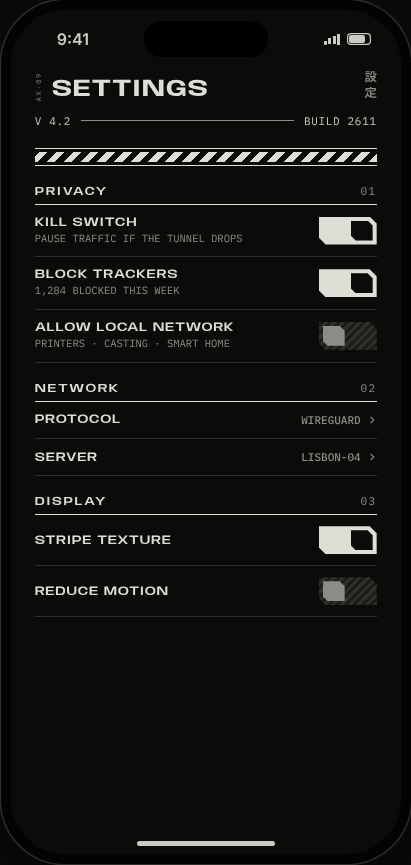 9:41
AX-09
SETTINGS
設定
V 4.2
BUILD 2611
PRIVACY 01
KILL SWITCH
PAUSE TRAFFIC IF THE TUNNEL DROPS
BLOCK TRACKERS
1,284 BLOCKED THIS WEEK
ALLOW LOCAL NETWORK
PRINTERS · CASTING · SMART HOME
NETWORK 02
PROTOCOL WIREGUARD >
SERVER LISBON-04 >
DISPLAY 03
STRIPE TEXTURE
REDUCE MOTION